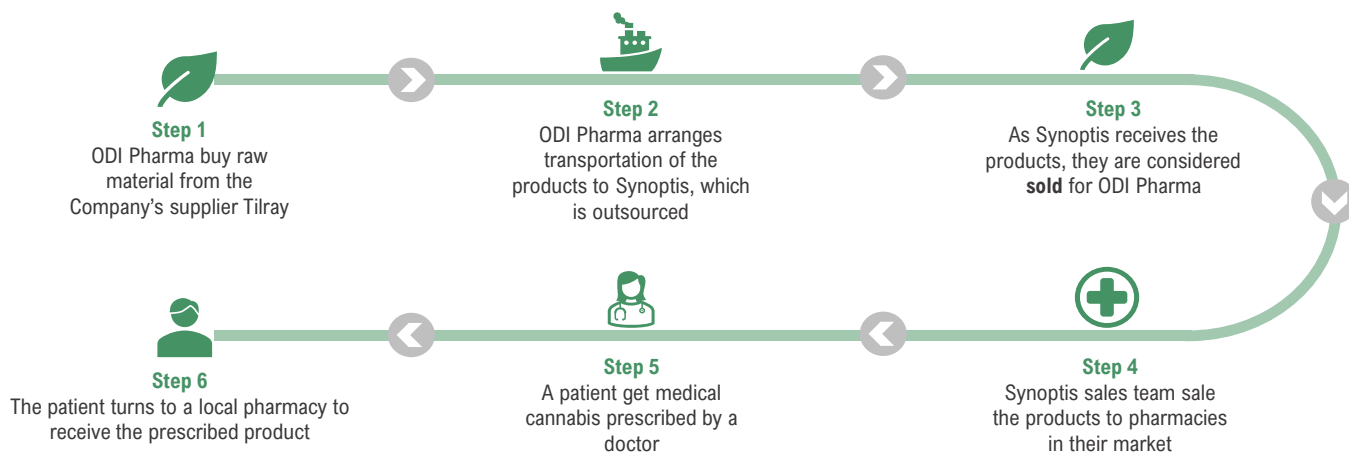 Step 1
ODI Pharma buy raw
material from the
Company's supplier Tilray
Step 2
ODI Pharma arranges
transportation of the
products to Synoptis, which
is outsourced
Step 3
As Synoptis receives the
products, they are considered
sold for ODI Pharma
Step 4
Synoptis sales team sale
the products to pharmacies
in their market
Step 5
A patient get medical
cannabis prescribed by a
doctor
Step 6
The patient turns to a local pharmacy to
receive the prescribed product